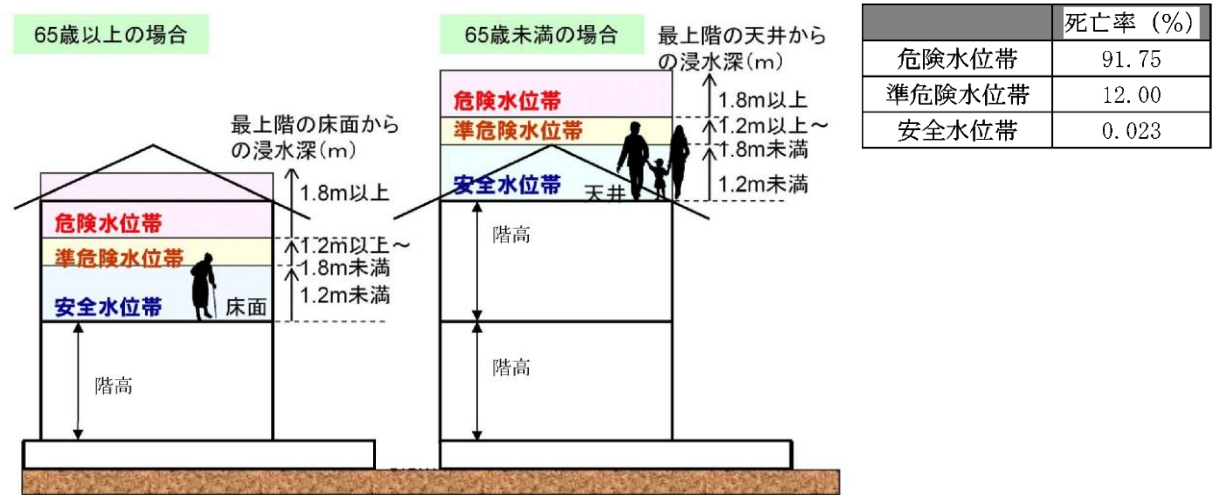 65歳以上の場合
最上階の床面から
の浸水深(m)
1.8m以上
危険水位帯
1.2m以上～
準危険水位帯
1.8m未満
安全水位帯
床面
1.2m未満
階高
65歳未満の場合
最上階の天井から
の浸水深(m)
危険水位帯
1.8m以上
準危険水位帯
1.2m以上～
1.8m未満
安全水位帯
天井
1.2m未満
階高
階高
死亡率 (%)
危険水位帯 91.75
準危険水位帯 12.00
安全水位帯 0.023